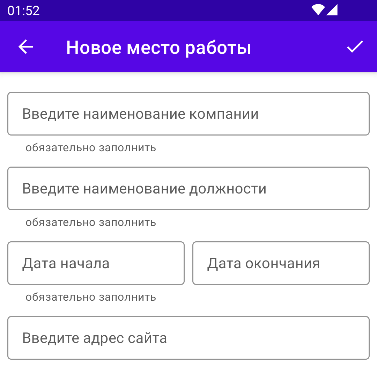 01:52
Новое место работы
Введите наименование компании
обязательно заполнить
Введите наименование должности
обязательно заполнить
Дата начала
Дата окончания
обязательно заполнить
Введите адрес сайта